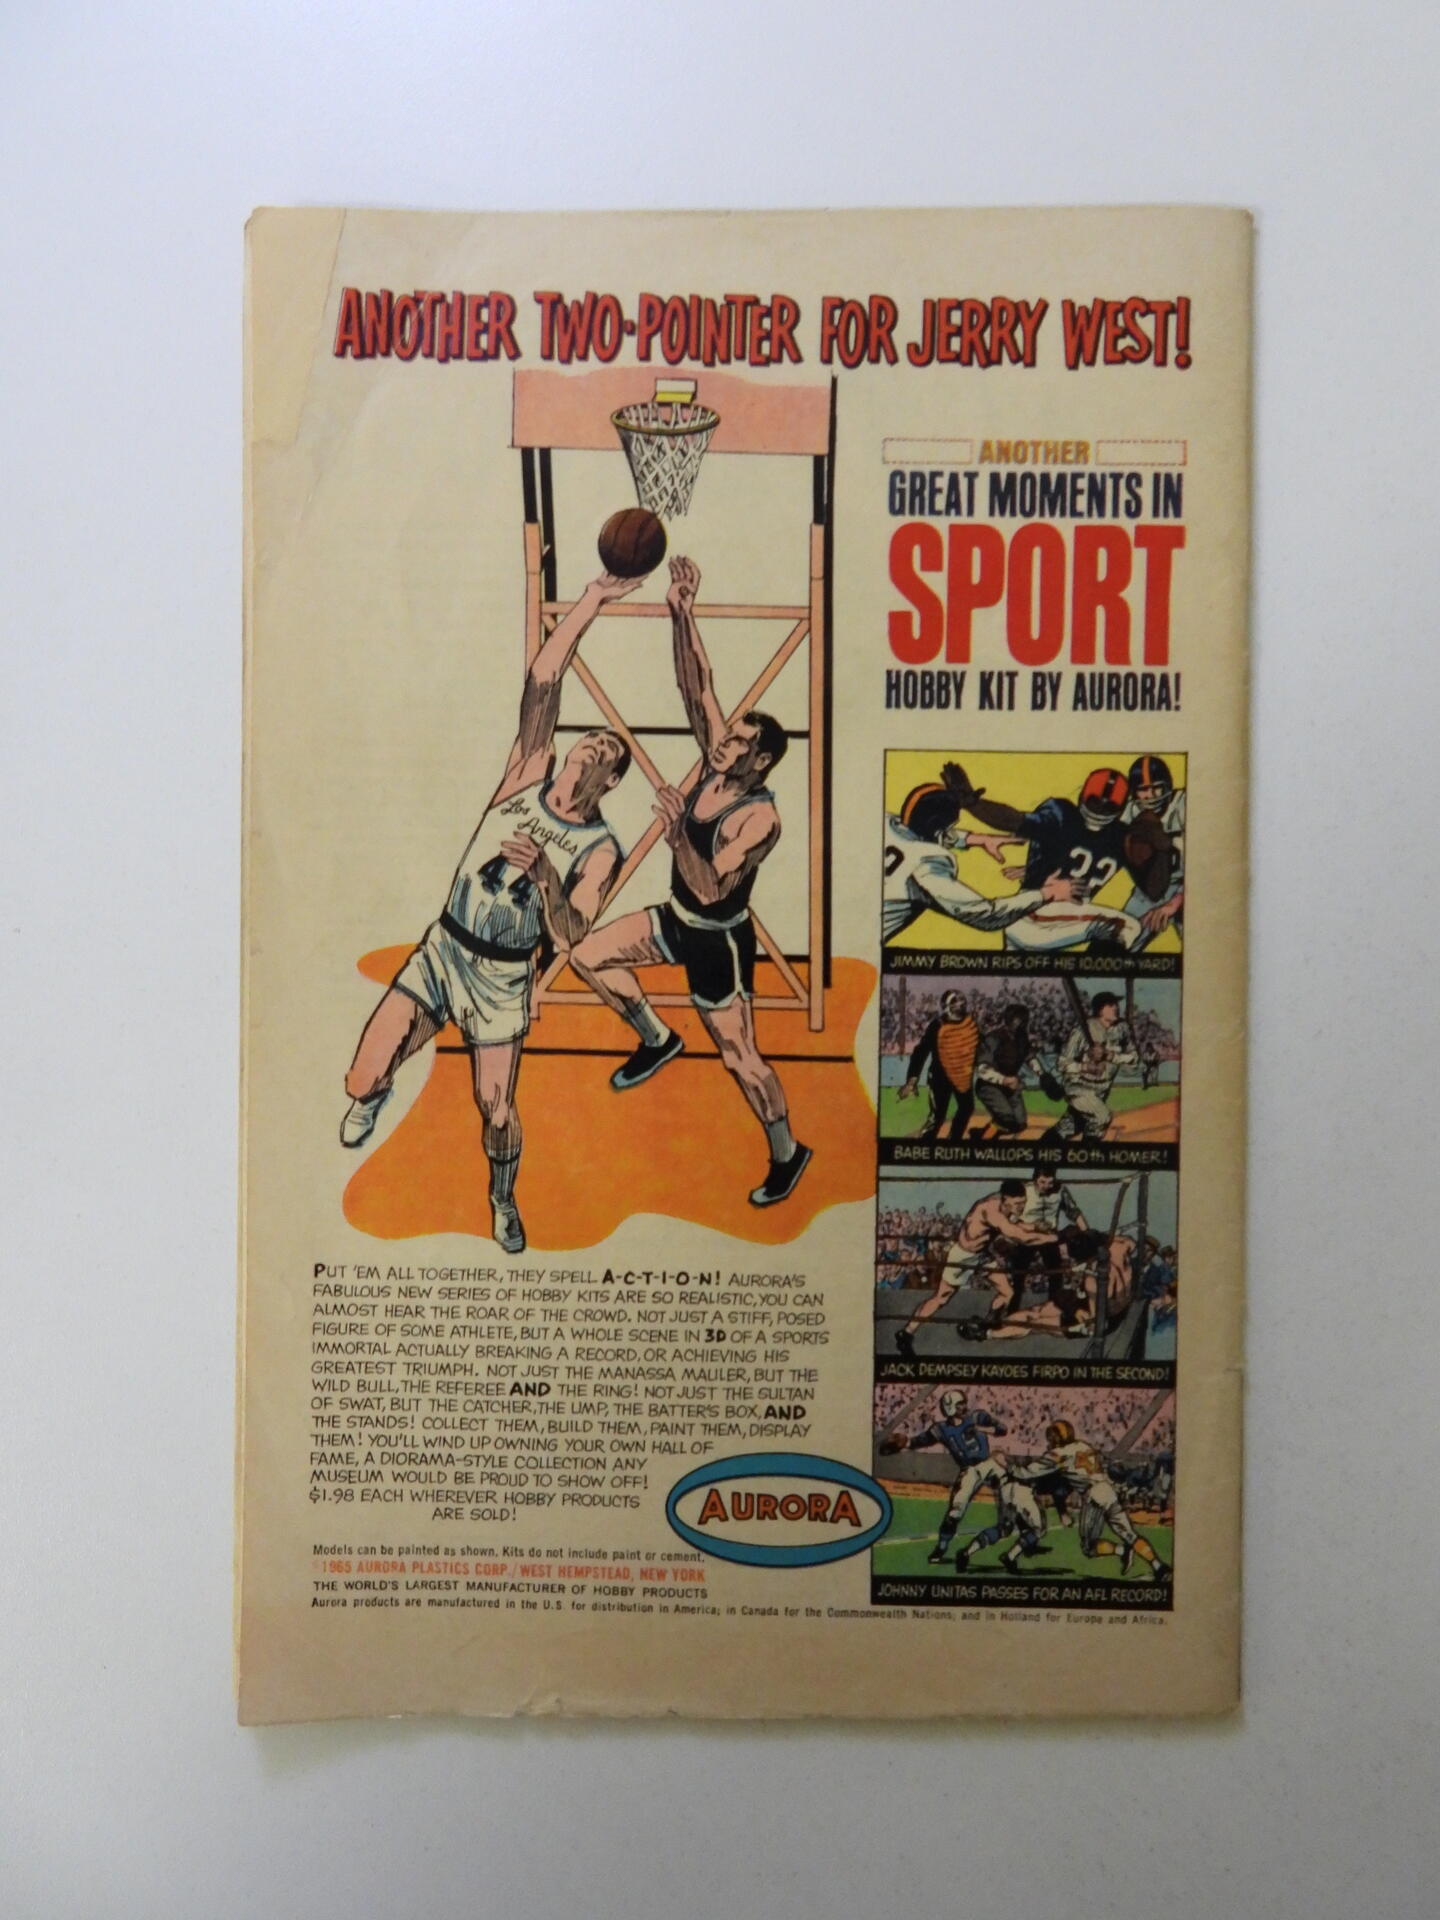 ANOTHER TWO-POINTER FOR JERRY WEST!
ANOTHER
GREAT MOMENTS IN
SPORT
HOBBY KIT BY AURORA!
Los
Angeles
44
32
JIMMY BROWN RIPS OFF HIS 10,000th YARD!
BABE RUTH WALLOPS HIS 60th HOMER!
JACK DEMPSEY KAYOES FIRPO IN THE SECOND!
JOHNNY UNITAS PASSES FOR AN AFL RECORD!
PUT 'EM ALL TOGETHER, THEY SPELL A-C-T-I-O-N! AURORA'S
FABULOUS NEW SERIES OF HOBBY KITS ARE SO REALISTIC, YOU CAN
ALMOST HEAR THE ROAR OF THE CROWD. NOT JUST A STIFF, POSED
FIGURE OF SOME ATHLETE, BUT A WHOLE SCENE IN 3D OF A SPORTS
IMMORTAL ACTUALLY BREAKING A RECORD, OR ACHIEVING HIS
GREATEST TRIUMPH. NOT JUST THE MANASSA MAULER, BUT THE
WILD BULL, THE REFEREE AND THE RING! NOT JUST THE SULTAN
OF SWAT, BUT THE CATCHER, THE UMP, THE BATTER'S BOX, AND
THE STANDS! COLLECT THEM, BUILD THEM, PAINT THEM, DISPLAY
THEM! YOU'LL WIND UP OWNING YOUR OWN HALL OF
FAME, A DIORAMA-STYLE COLLECTION ANY
MUSEUM WOULD BE PROUD TO SHOW OFF!
$1.98 EACH WHEREVER HOBBY PRODUCTS
ARE SOLD!
AURORA
Models can be painted as shown. Kits do not include paint or cement.
©1965 AURORA PLASTICS CORP./WEST HEMPSTEAD, NEW YORK
THE WORLD'S LARGEST MANUFACTURER OF HOBBY PRODUCTS
Aurora products are manufactured in the U.S. for distribution in America; in Canada for the Commonwealth Nations; and in Holland for Europe and Africa.